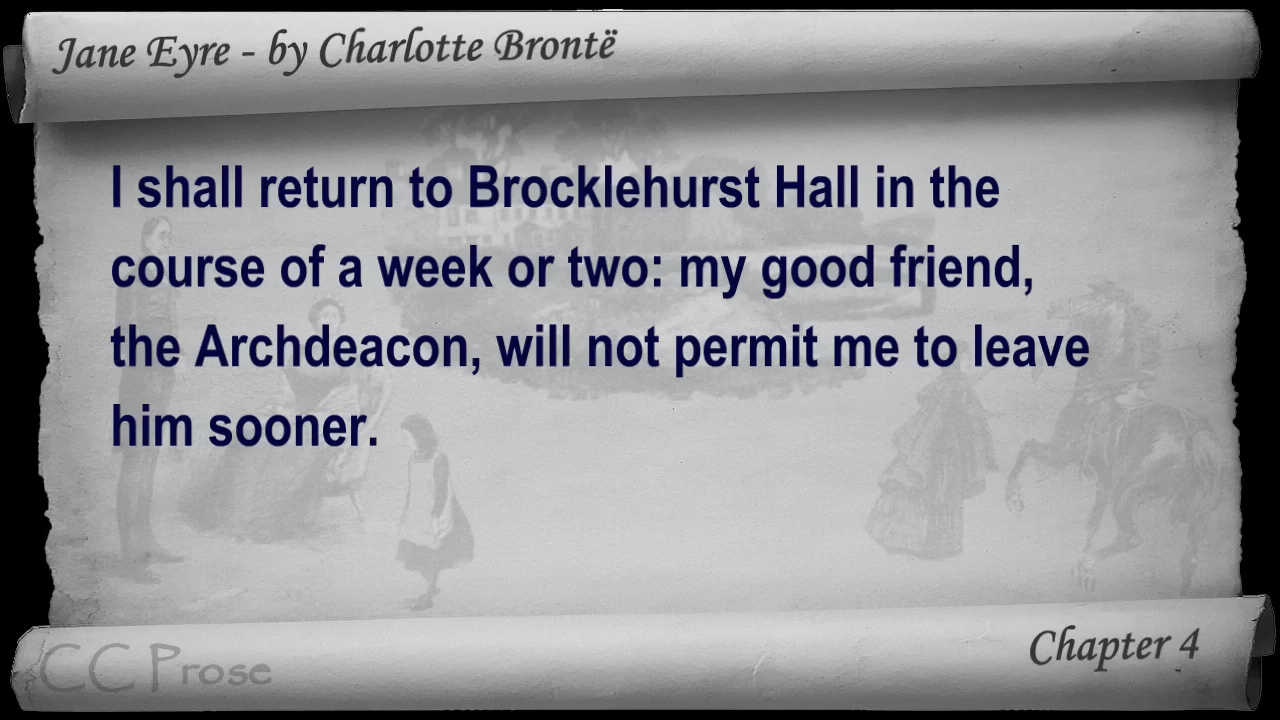 Jane Eyre - by Charlotte Brontë
I shall return to Brocklehurst Hall in the
course of a week or two: my good friend,
the Archdeacon, will not permit me to leave
him sooner.
CC Prose
Chapter 4